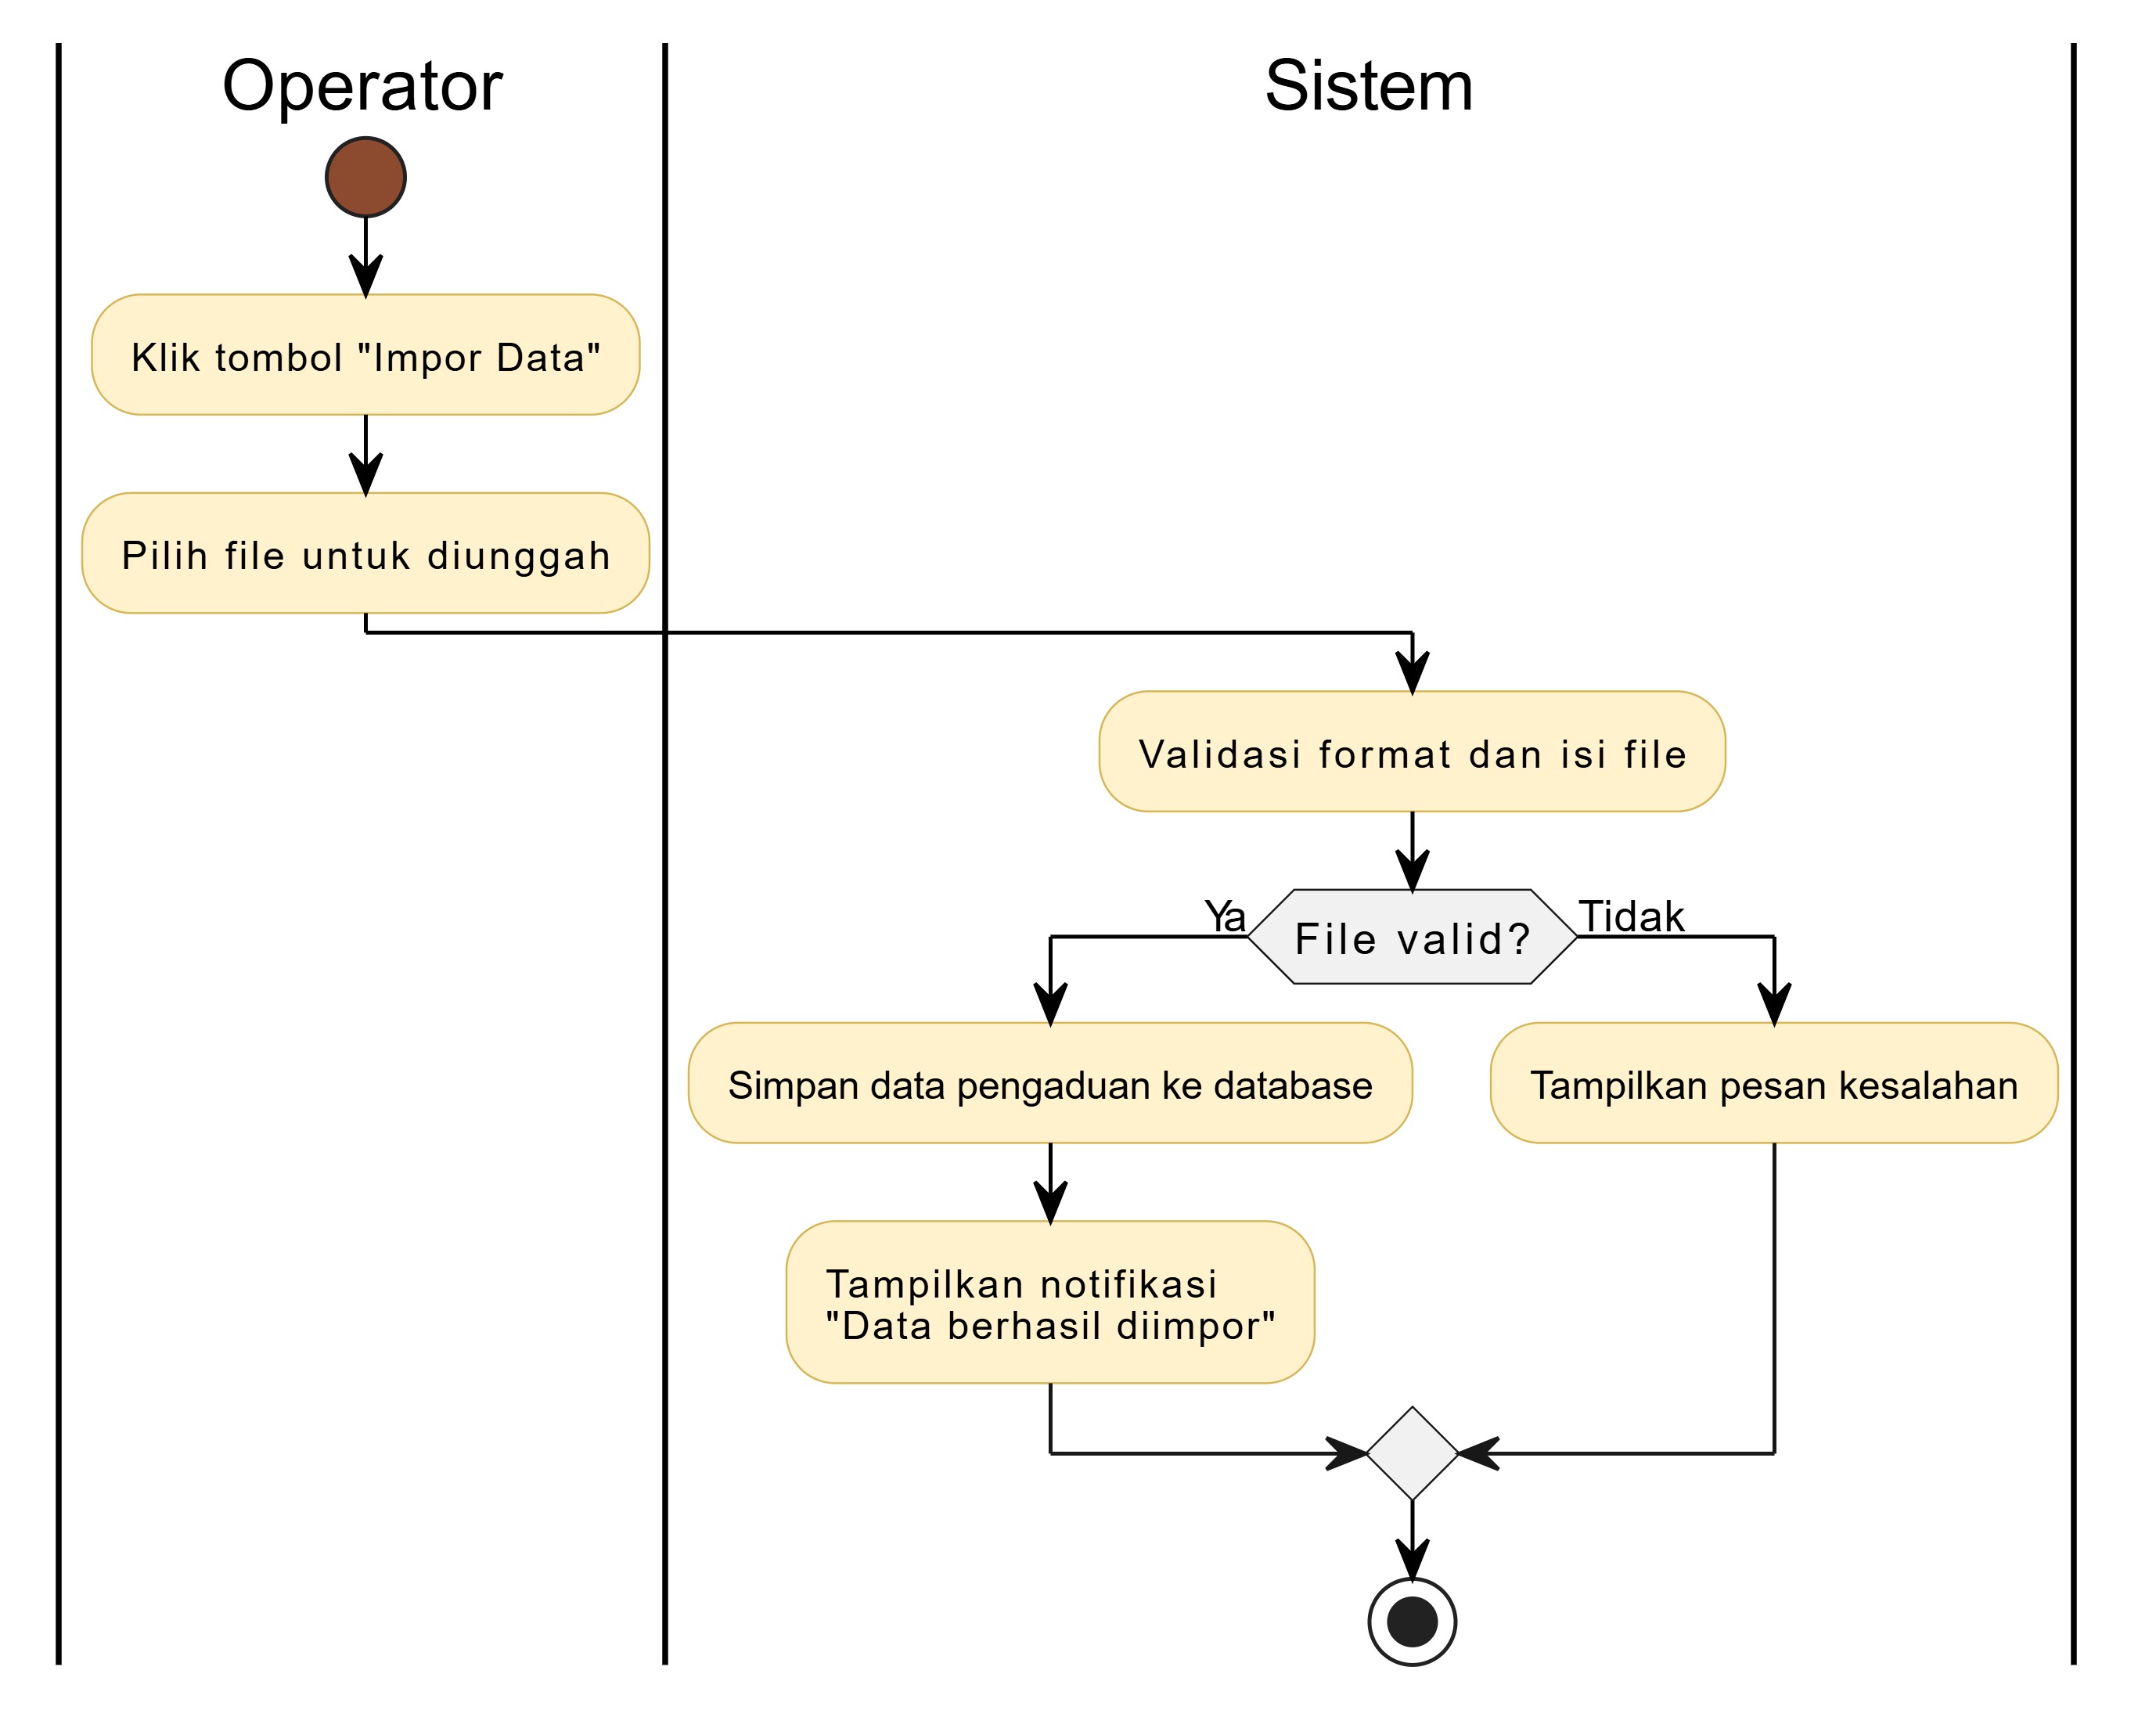 Operator
Sistem
Klik tombol "Impor Data"
Pilih file untuk diunggah
Validasi format dan isi file
Ya
File valid?
Tidak
Simpan data pengaduan ke database
Tampilkan pesan kesalahan
Tampilkan notifikasi
"Data berhasil diimpor"